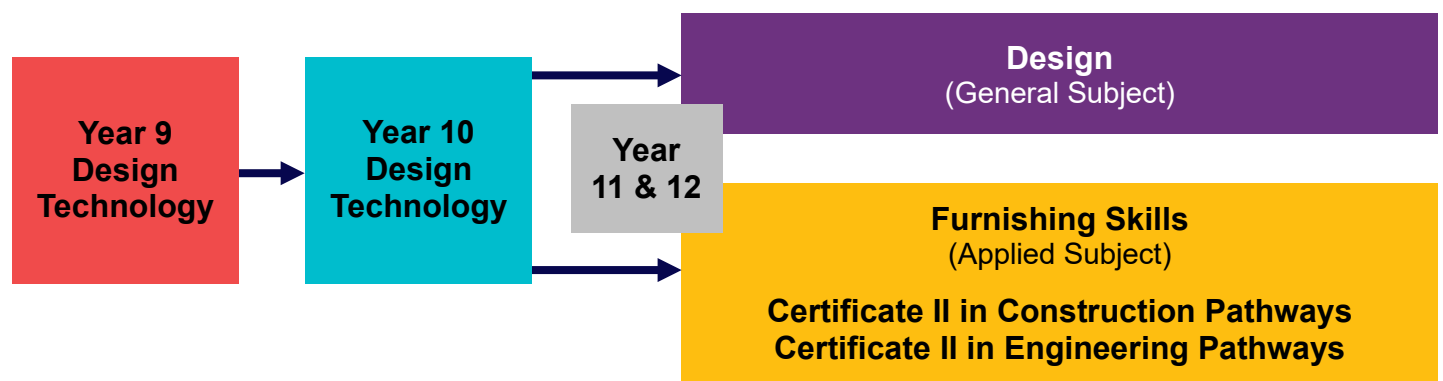 Year 9
Design
Technology
Year 10
Design
Technology
Year
11 & 12
Design
(General Subject)
Furnishing Skills
(Applied Subject)
Certificate II in Construction Pathways
Certificate II in Engineering Pathways